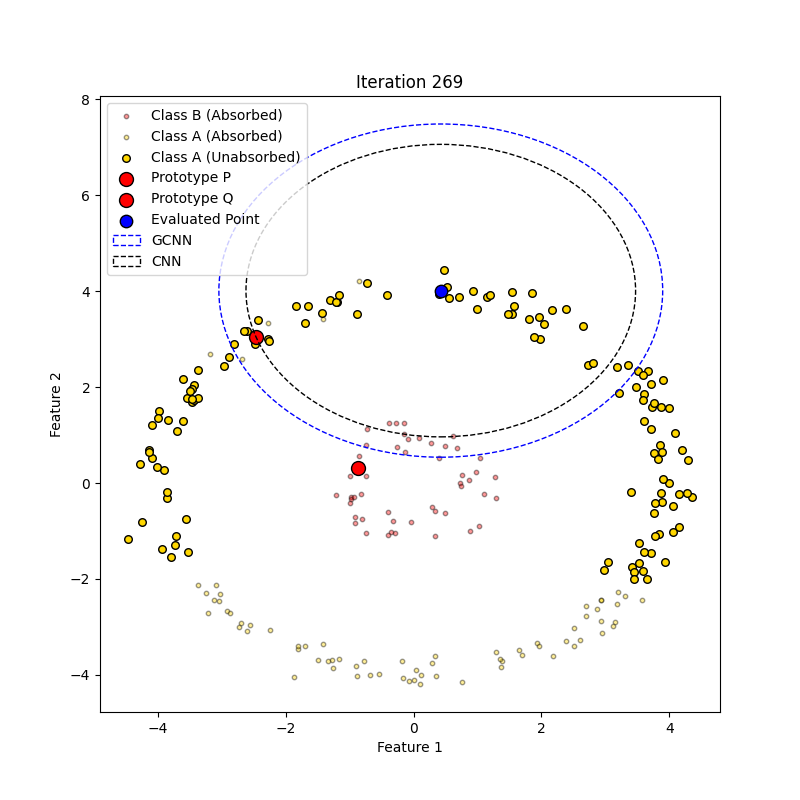 Iteration 269
Class B (Absorbed)
Class A (Absorbed)
Class A (Unabsorbed)
Prototype P
Prototype Q
Evaluated Point
GCNN
CNN
8
6
4
2
0
−2
−4
Feature 2
−4 −2 0 2 4
Feature 1